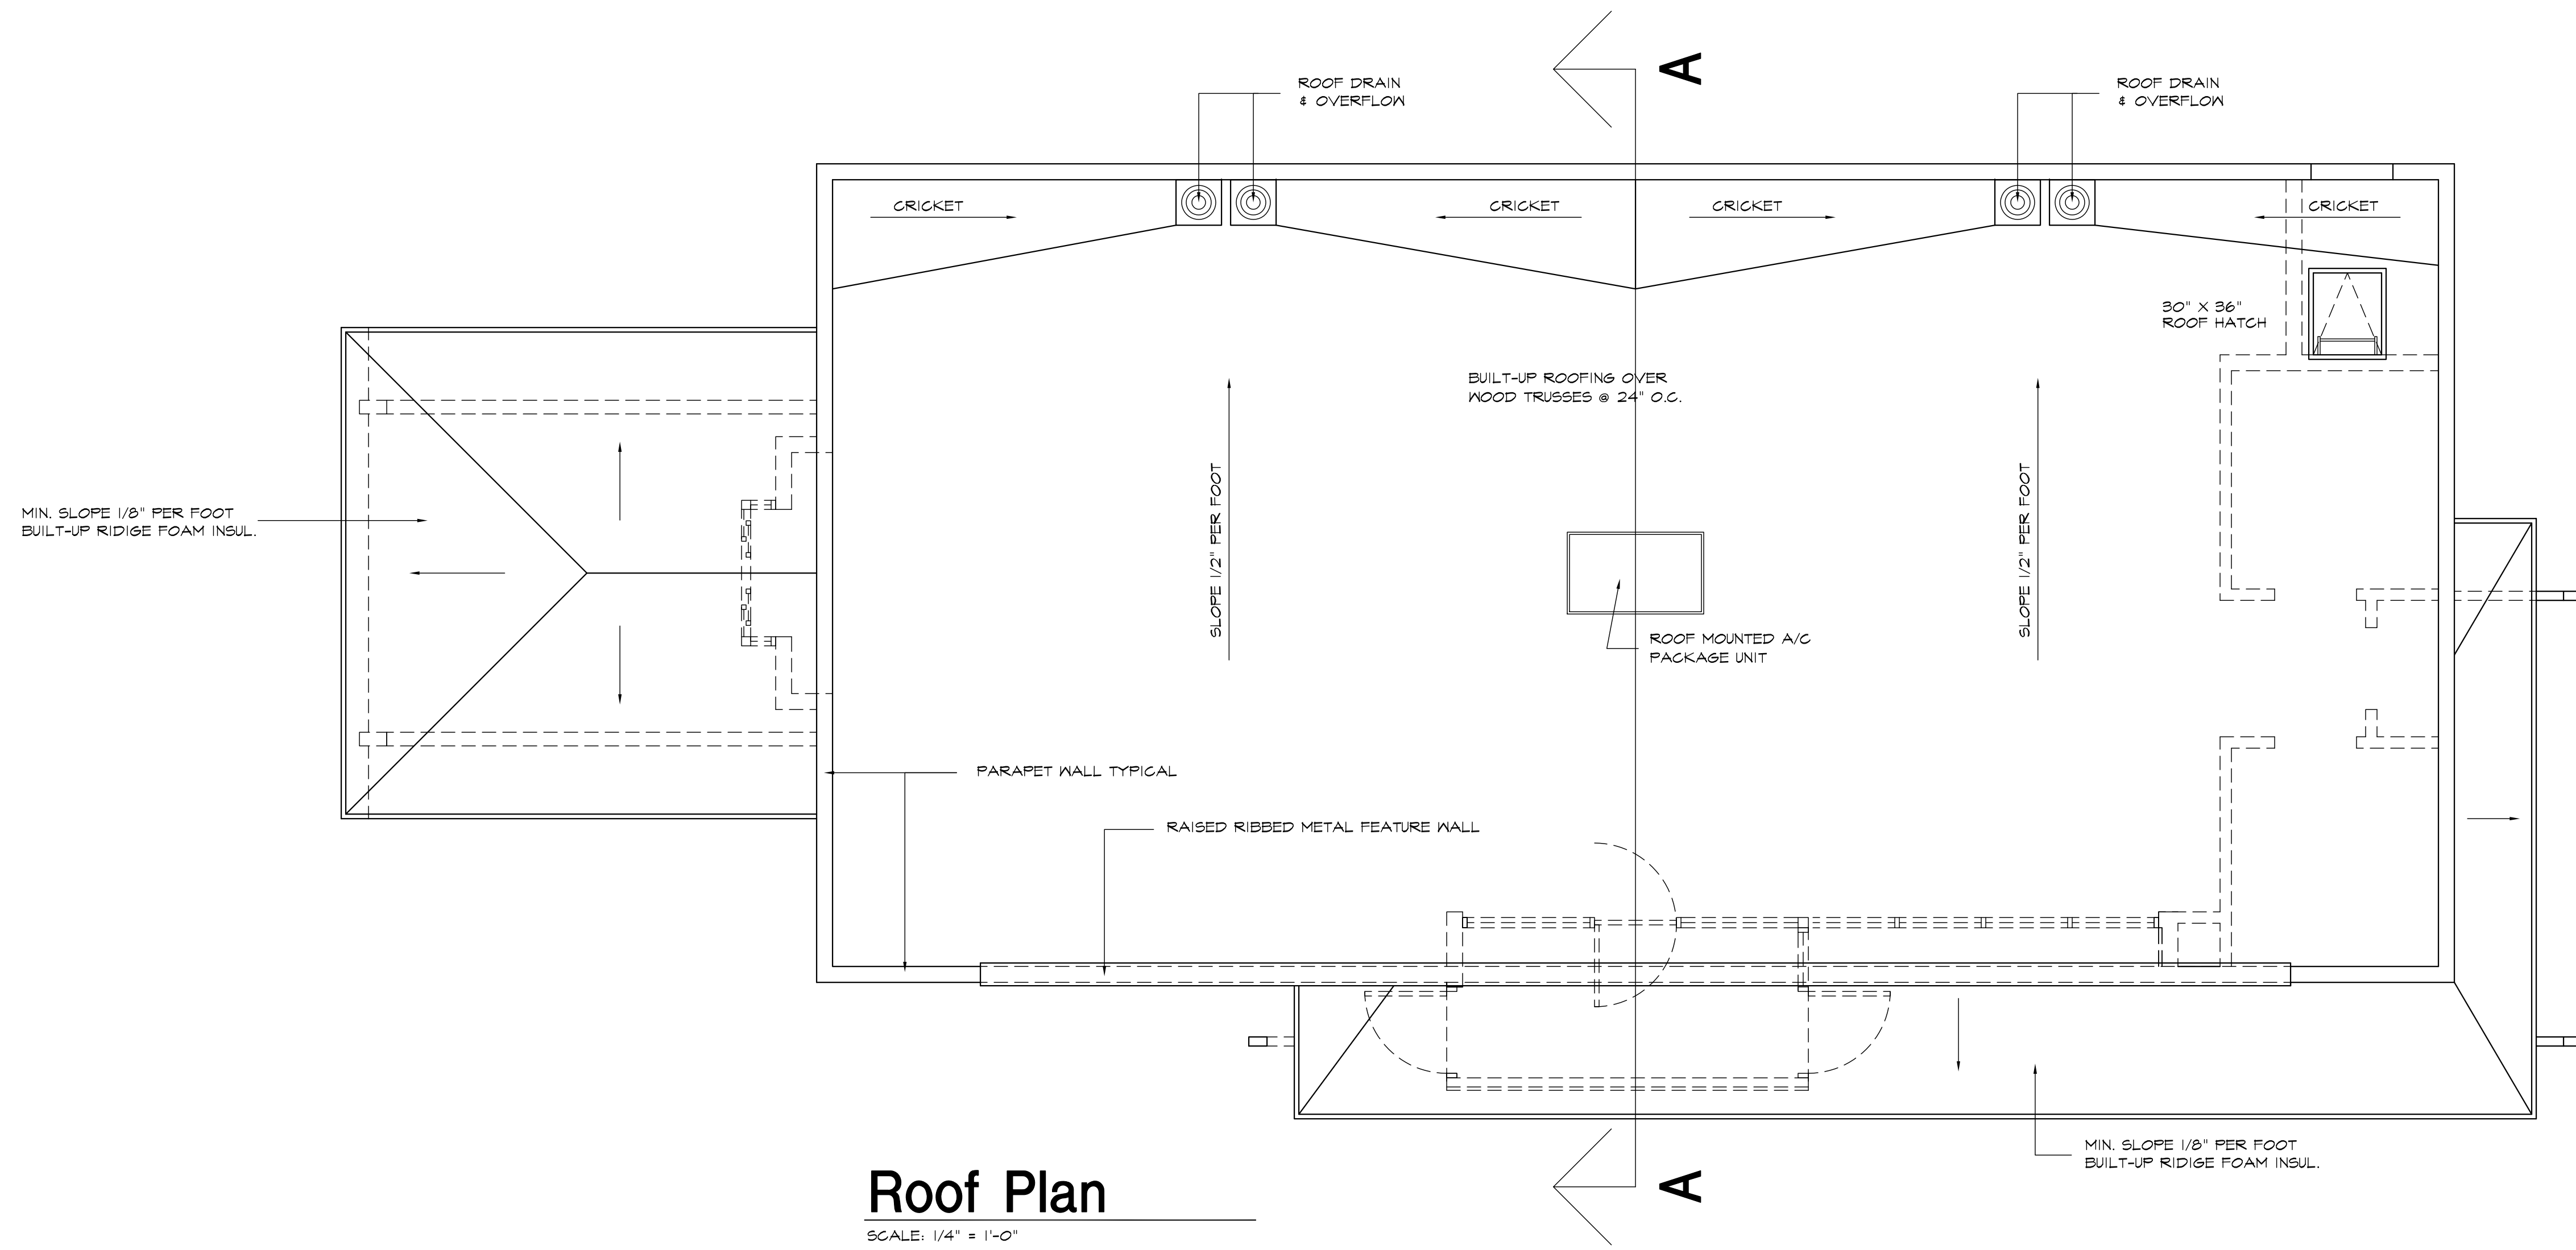 A
ROOF DRAIN
& OVERFLOW
ROOF DRAIN
& OVERFLOW
CRICKET
CRICKET
CRICKET
CRICKET
30" X 36"
ROOF HATCH
BUILT-UP ROOFING OVER
WOOD TRUSSES @ 24" O.C.
SLOPE 1/2" PER FOOT
SLOPE 1/2" PER FOOT
MIN. SLOPE 1/8" PER FOOT
BUILT-UP RIDIGE FOAM INSUL.
ROOF MOUNTED A/C
PACKAGE UNIT
PARAPET WALL TYPICAL
RAISED RIBBED METAL FEATURE WALL
MIN. SLOPE 1/8" PER FOOT
BUILT-UP RIDIGE FOAM INSUL.
A
Roof Plan
SCALE: 1/4" = 1'-0"